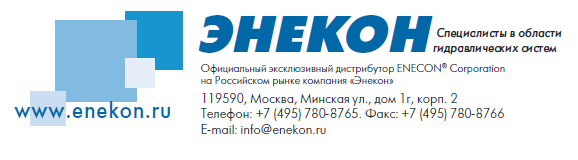 ЭНЕКОН
Специалисты в области
гидравлических систем
Официальный эксклюзивный дистрибутор ENECON® Corporation
на Российском рынке компания «Энекон»
www.enekon.ru
119590, Москва, Минская ул., дом 1г, корп. 2
Телефон: +7 (495) 780-8765. Факс: +7 (495) 780-8766
E-mail: info@enekon.ru